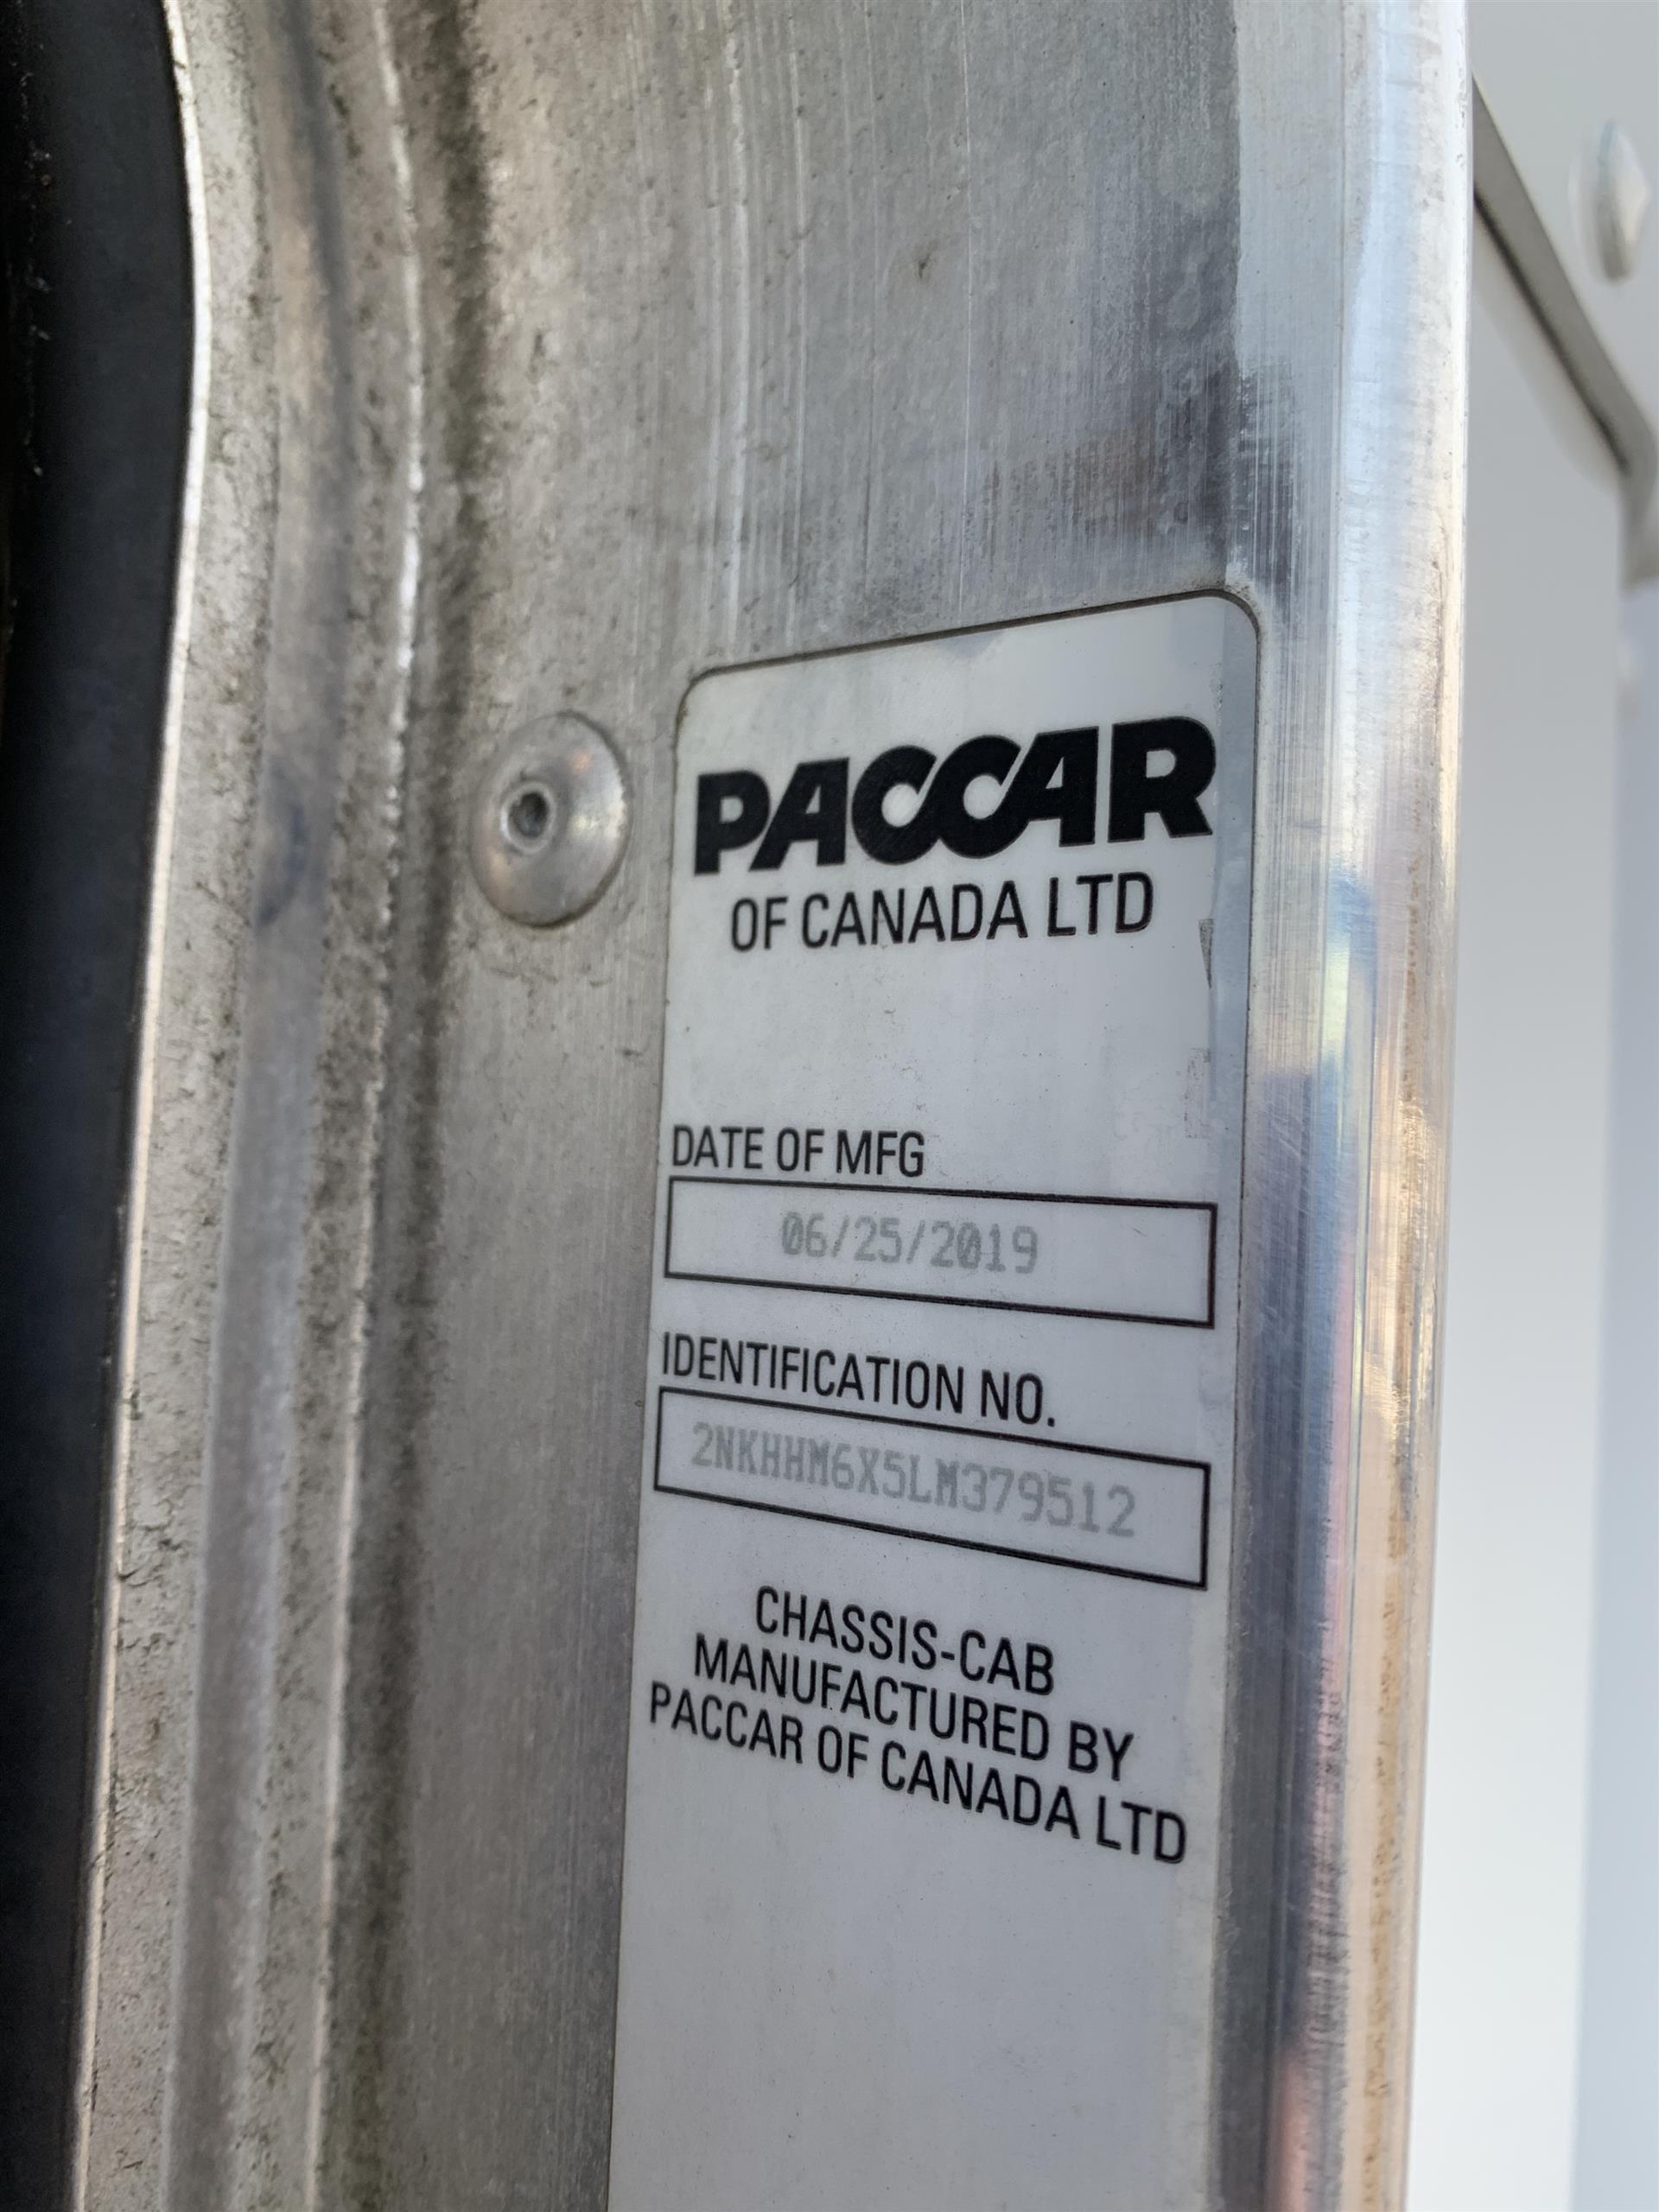 PACCAR
OF CANADA LTD
DATE OF MFG
06/25/2019
IDENTIFICATION NO.
2NKHHM6X5LM379512
CHASSIS-CAB
MANUFACTURED BY
PACCAR OF CANADA LTD